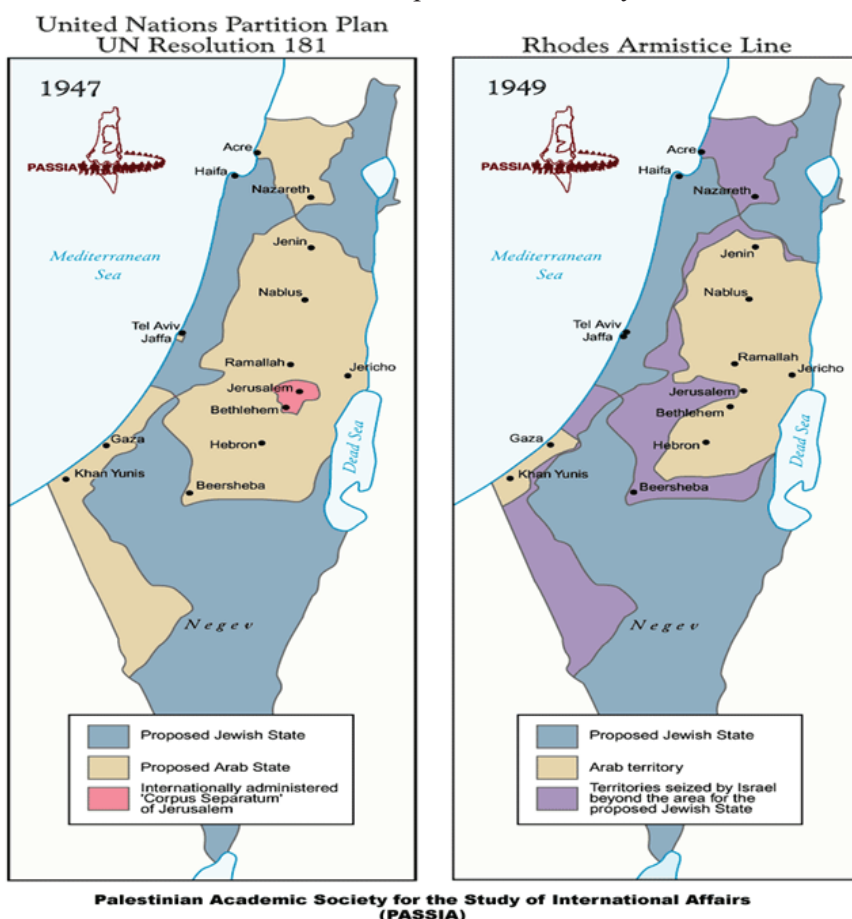 United Nations Partition Plan
UN Resolution 181
1947
PASSIA
Acre
Haifa
Nazareth
Mediterranean
Sea
Jenin
Nablus
Tel Aviv
Jaffa
Ramallah
Jericho
Jerusalem
Bethlehem
Gaza
Hebron
Dead Sea
Khan Yunis
Beersheba
Negev
Proposed Jewish State
Proposed Arab State
Internationally administered
'Corpus Separatum'
of Jerusalem
Rhodes Armistice Line
1949
PASSIA
Acre
Haifa
Nazareth
Mediterranean
Sea
Jenin
Nablus
Tel Aviv
Jaffa
Ramallah
Jericho
Jerusalem
Bethlehem
Gaza
Hebron
Dead Sea
Khan Yunis
Beersheba
Negev
Proposed Jewish State
Arab territory
Territories seized by Israel
beyond the area for the
proposed Jewish State
Palestinian Academic Society for the Study of International Affairs
(PASSIA)